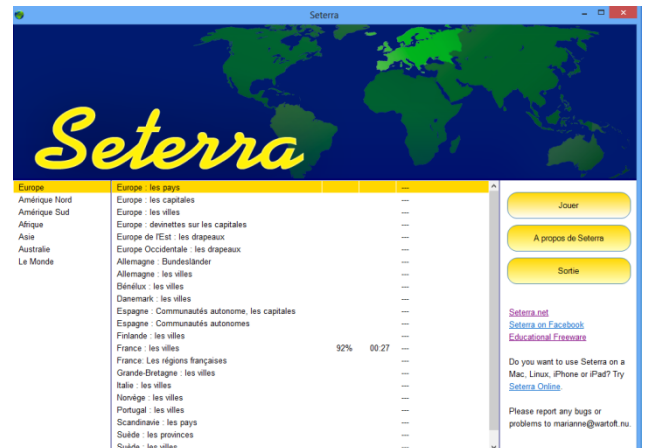 Seterra
Seterra
Europe
Amérique Nord
Amérique Sud
Afrique
Asie
Australie
Le Monde
Europe : les pays ---
Europe : les capitales ---
Europe : les villes ---
Europe : devinettes sur les capitales ---
Europe de l'Est : les drapeaux ---
Europe Occidentale : les drapeaux ---
Allemagne : Bundesländer ---
Allemagne : les villes ---
Bénélux : les villes ---
Danemark : les villes ---
Espagne : Communautés autonome, les capitales ---
Espagne : Communautés autonomes ---
Finlande : les villes ---
France : les villes 92% 00:27 ---
France: Les régions françaises ---
Grande-Bretagne : les villes ---
Italie : les villes ---
Norvège : les villes ---
Portugal : les villes ---
Scandinavie : les pays ---
Suède : les provinces ---
Suède : les villes ---
Jouer
A propos de Seterra
Sortie
Seterra.net
Seterra on Facebook
Educational Freeware
Do you want to use Seterra on a
Mac, Linux, iPhone or iPad? Try
Seterra Online.
Please report any bugs or
problems to marianne@wartoft.nu.